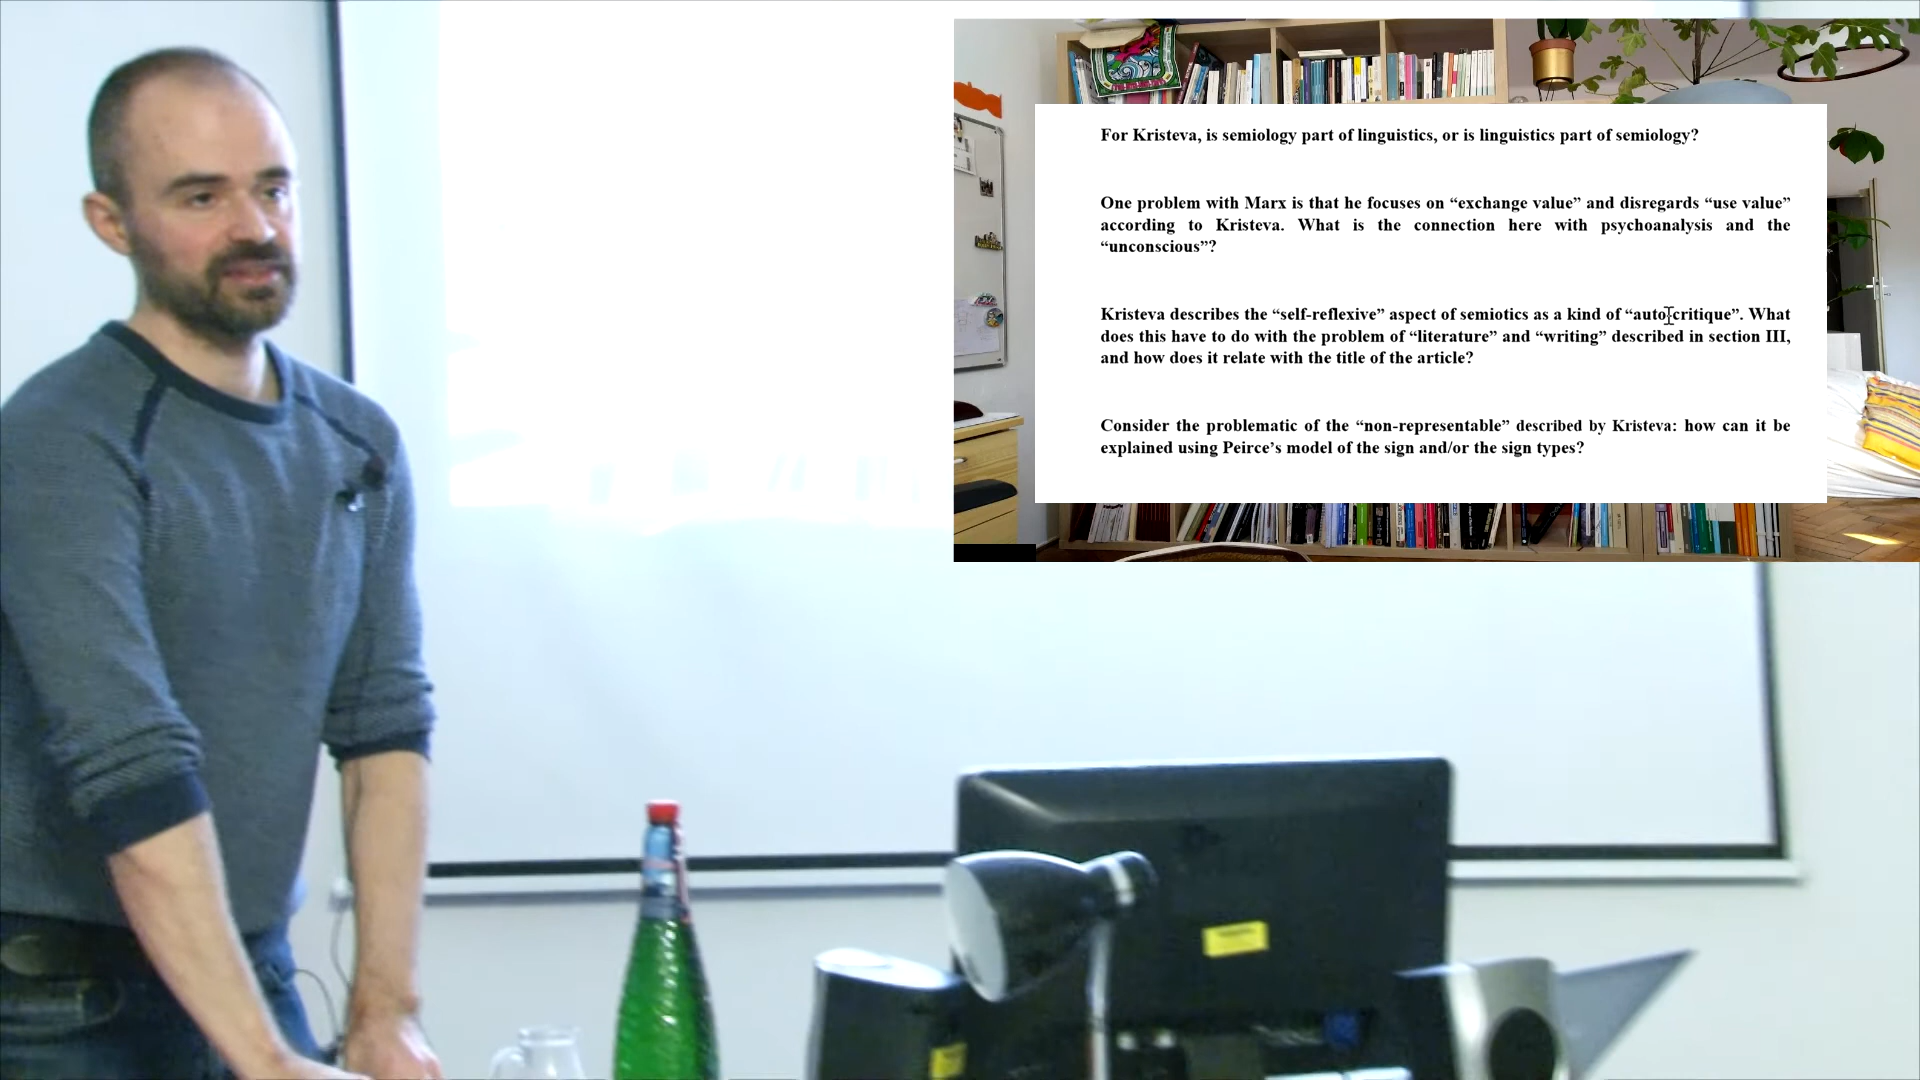 For Kristeva, is semiology part of linguistics, or is linguistics part of semiology?
One problem with Marx is that he focuses on “exchange value” and disregards “use value”
according to Kristeva. What is the connection here with psychoanalysis and the
“unconscious”?
Kristeva describes the “self-reflexive” aspect of semiotics as a kind of “auto-critique”. What
does this have to do with the problem of “literature” and “writing” described in section III,
and how does it relate with the title of the article?
Consider the problematic of the “non-representable” described by Kristeva: how can it be
explained using Peirce’s model of the sign and/or the sign types?